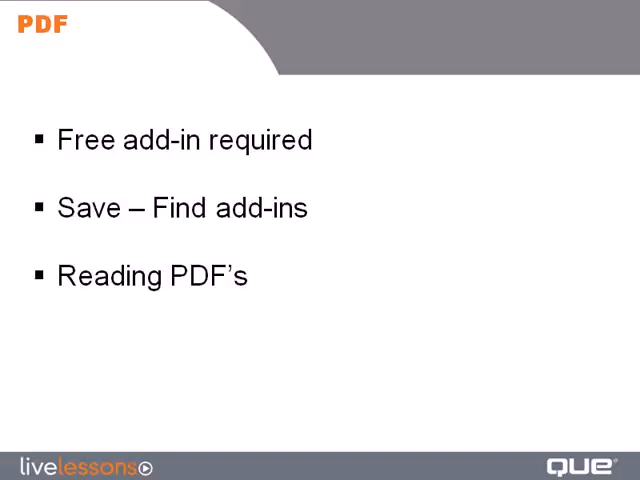 PDF
Free add-in required
Save – Find add-ins
Reading PDF’s
livelessons
QUE